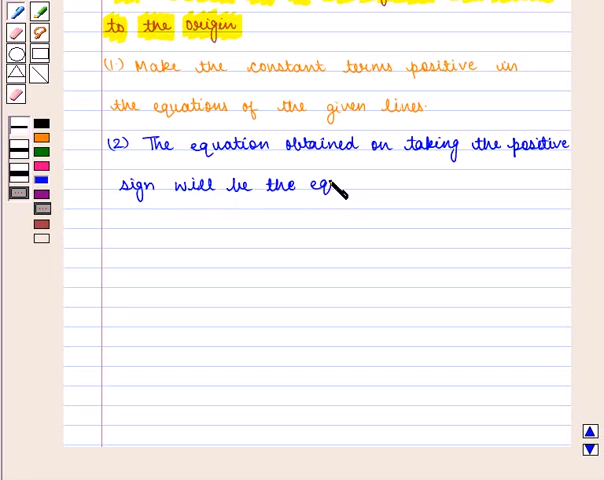 to the origin
(1.) Make the constant terms positive in
the equations of the given lines.
(2) The equation obtained on taking the positive
sign will be the eq